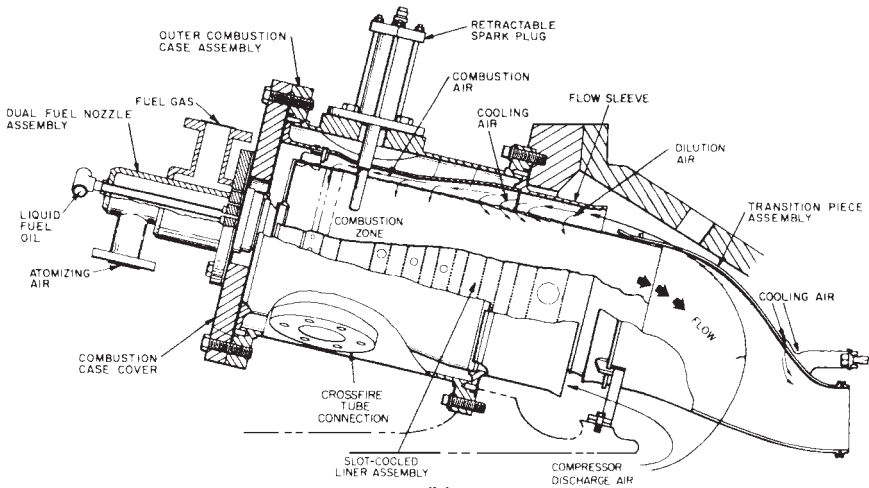 RETRACTABLE
SPARK PLUG
OUTER COMBUSTION
CASE ASSEMBLY
COMBUSTION
AIR
FUEL GAS
COOLING
AIR
FLOW SLEEVE
DUAL FUEL NOZZLE
ASSEMBLY
DILUTION
AIR
TRANSITION PIECE
ASSEMBLY
LIQUID
FUEL
OIL
COMBUSTION
ZONE
ATOMIZING
AIR
FLOW
COOLING AIR
COMBUSTION
CASE COVER
CROSSFIRE
TUBE
CONNECTION
SLOT-COOLED
LINER ASSEMBLY
COMPRESSOR
DISCHARGE AIR